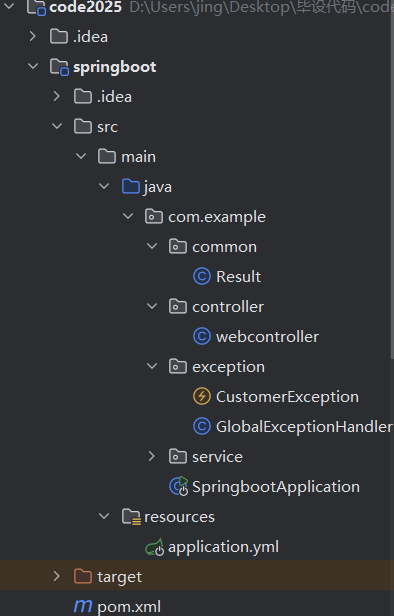 code2025 D:\Users\jing\Desktop\毕设代码\cod
.idea
springboot
.idea
src
main
java
com.example
common
Result
controller
webcontroller
exception
CustomerException
GlobalExceptionHandler
service
SpringbootApplication
resources
application.yml
target
pom.xml